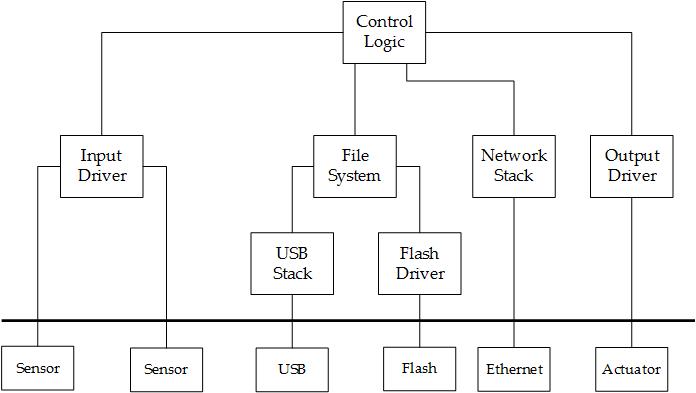 Control
Logic
Input
Driver
File
System
Network
Stack
Output
Driver
USB
Stack
Flash
Driver
Sensor
Sensor
USB
Flash
Ethernet
Actuator